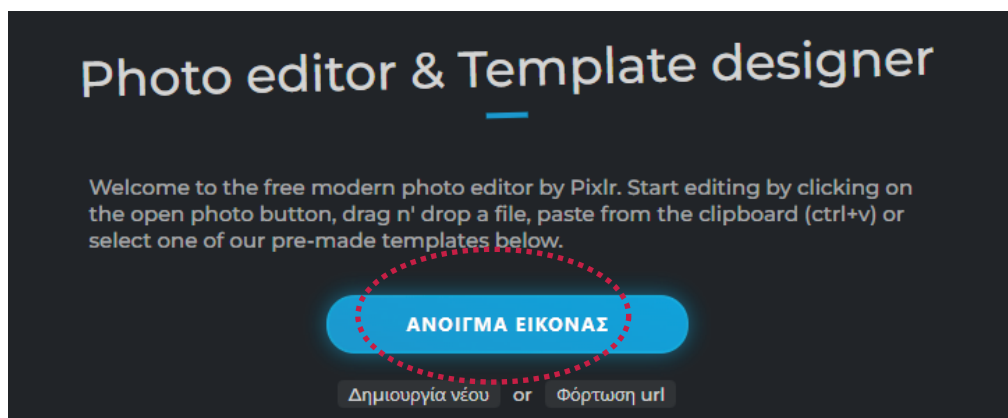 Photo editor & Template designer
Welcome to the free modern photo editor by Pixlr. Start editing by clicking on
the open photo button, drag n' drop a file, paste from the clipboard (ctrl+v) or
select one of our pre-made templates below.
ΑΝΟΙΓΜΑ ΕΙΚΟΝΑΣ
Δημιουργία νέου or Φόρτωση url